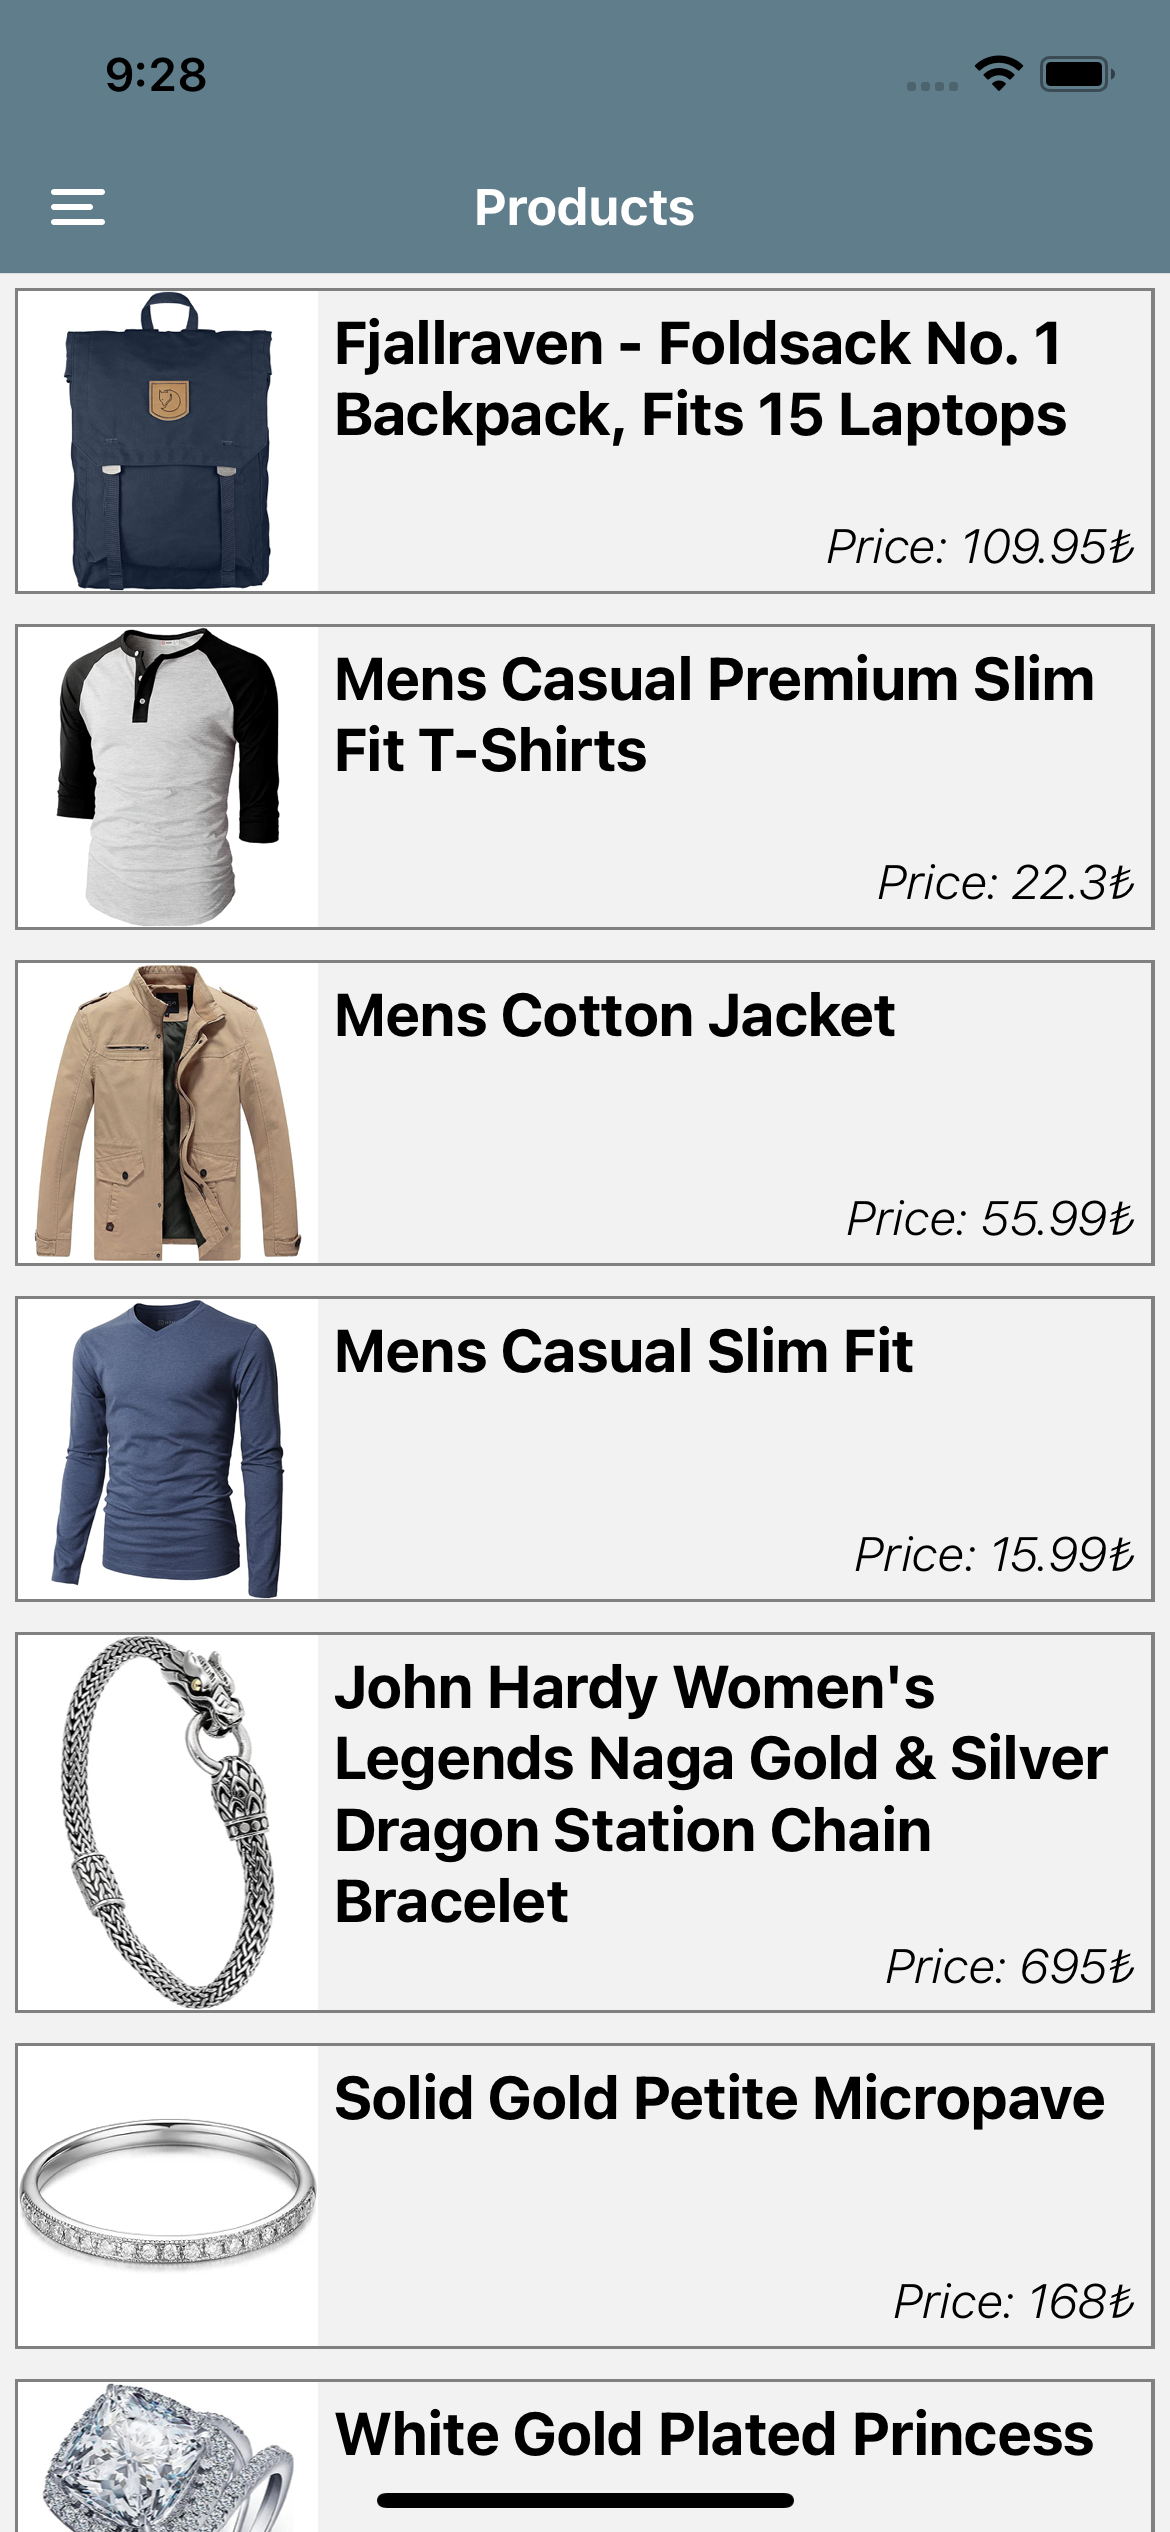 9:28
Products
Fjallraven - Foldsack No. 1
Backpack, Fits 15 Laptops
Price: 109.95₺
Mens Casual Premium Slim
Fit T-Shirts
Price: 22.3₺
Mens Cotton Jacket
Price: 55.99₺
Mens Casual Slim Fit
Price: 15.99₺
John Hardy Women's
Legends Naga Gold & Silver
Dragon Station Chain
Bracelet
Price: 695₺
Solid Gold Petite Micropave
Price: 168₺
White Gold Plated Princess